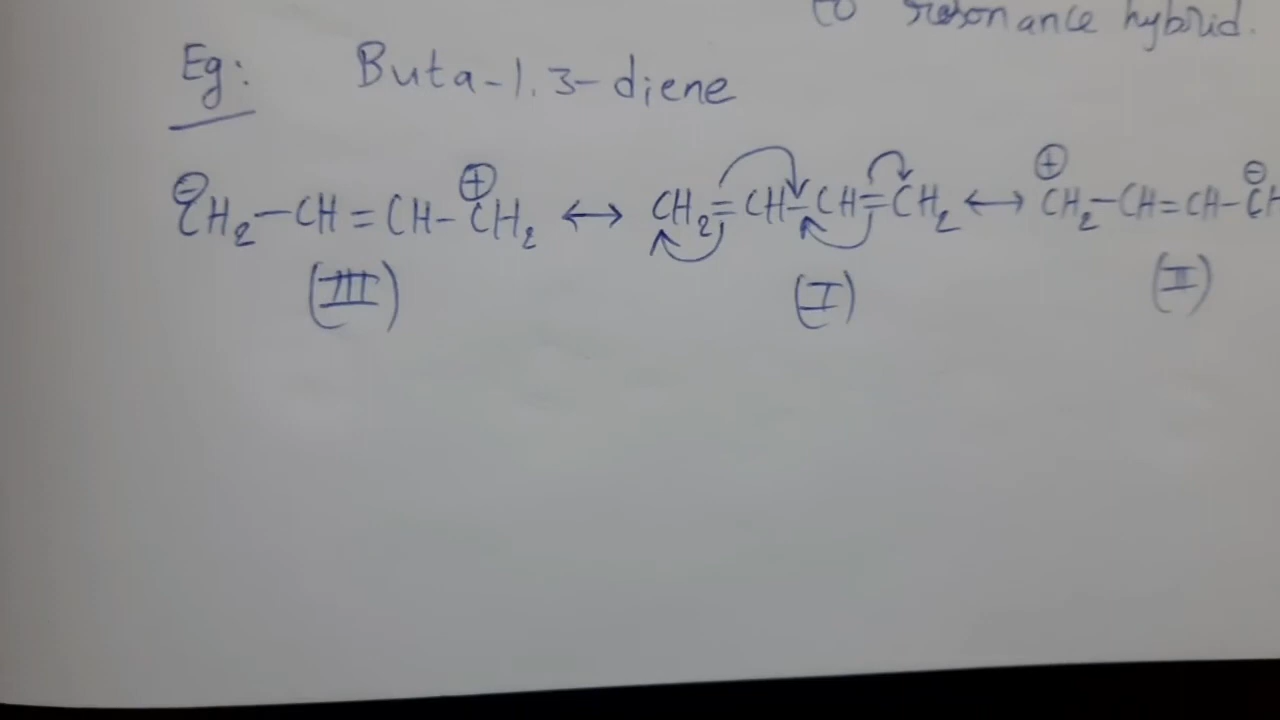 to resonance hybrid.
Eg: Buta-1,3-diene
⊖CH₂-CH=CH-⊕CH₂ ↔ CH₂=CH-CH=CH₂ ↔ ⊕CH₂-CH=CH-⊖CH
(III) (I) (II)